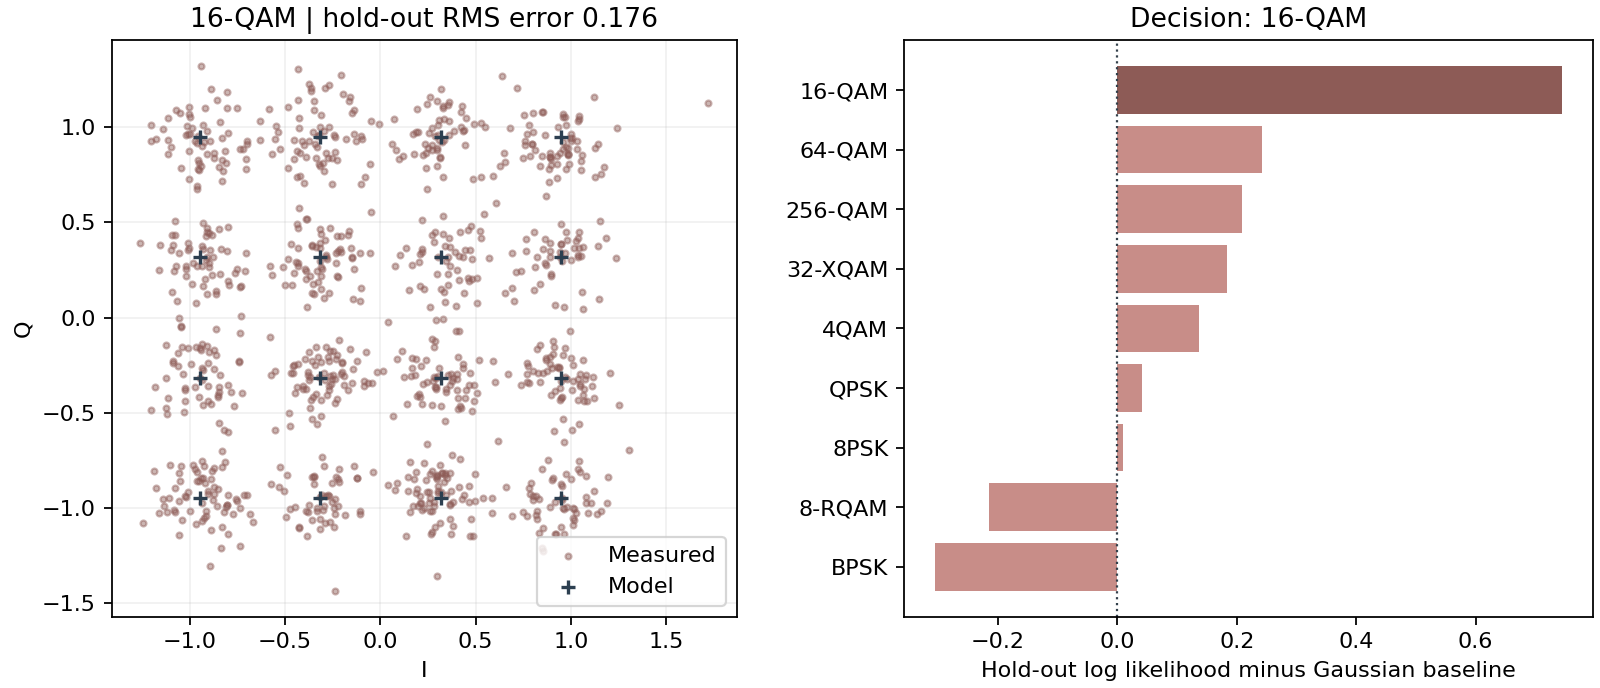 16-QAM | hold-out RMS error 0.176
1.0
0.5
0.0
−0.5
−1.0
−1.5
Q
−1.0
−0.5
0.0
0.5
1.0
1.5
I
Measured
Model
Decision: 16-QAM
16-QAM
64-QAM
256-QAM
32-XQAM
4QAM
QPSK
8PSK
8-RQAM
BPSK
−0.2
0.0
0.2
0.4
0.6
Hold-out log likelihood minus Gaussian baseline